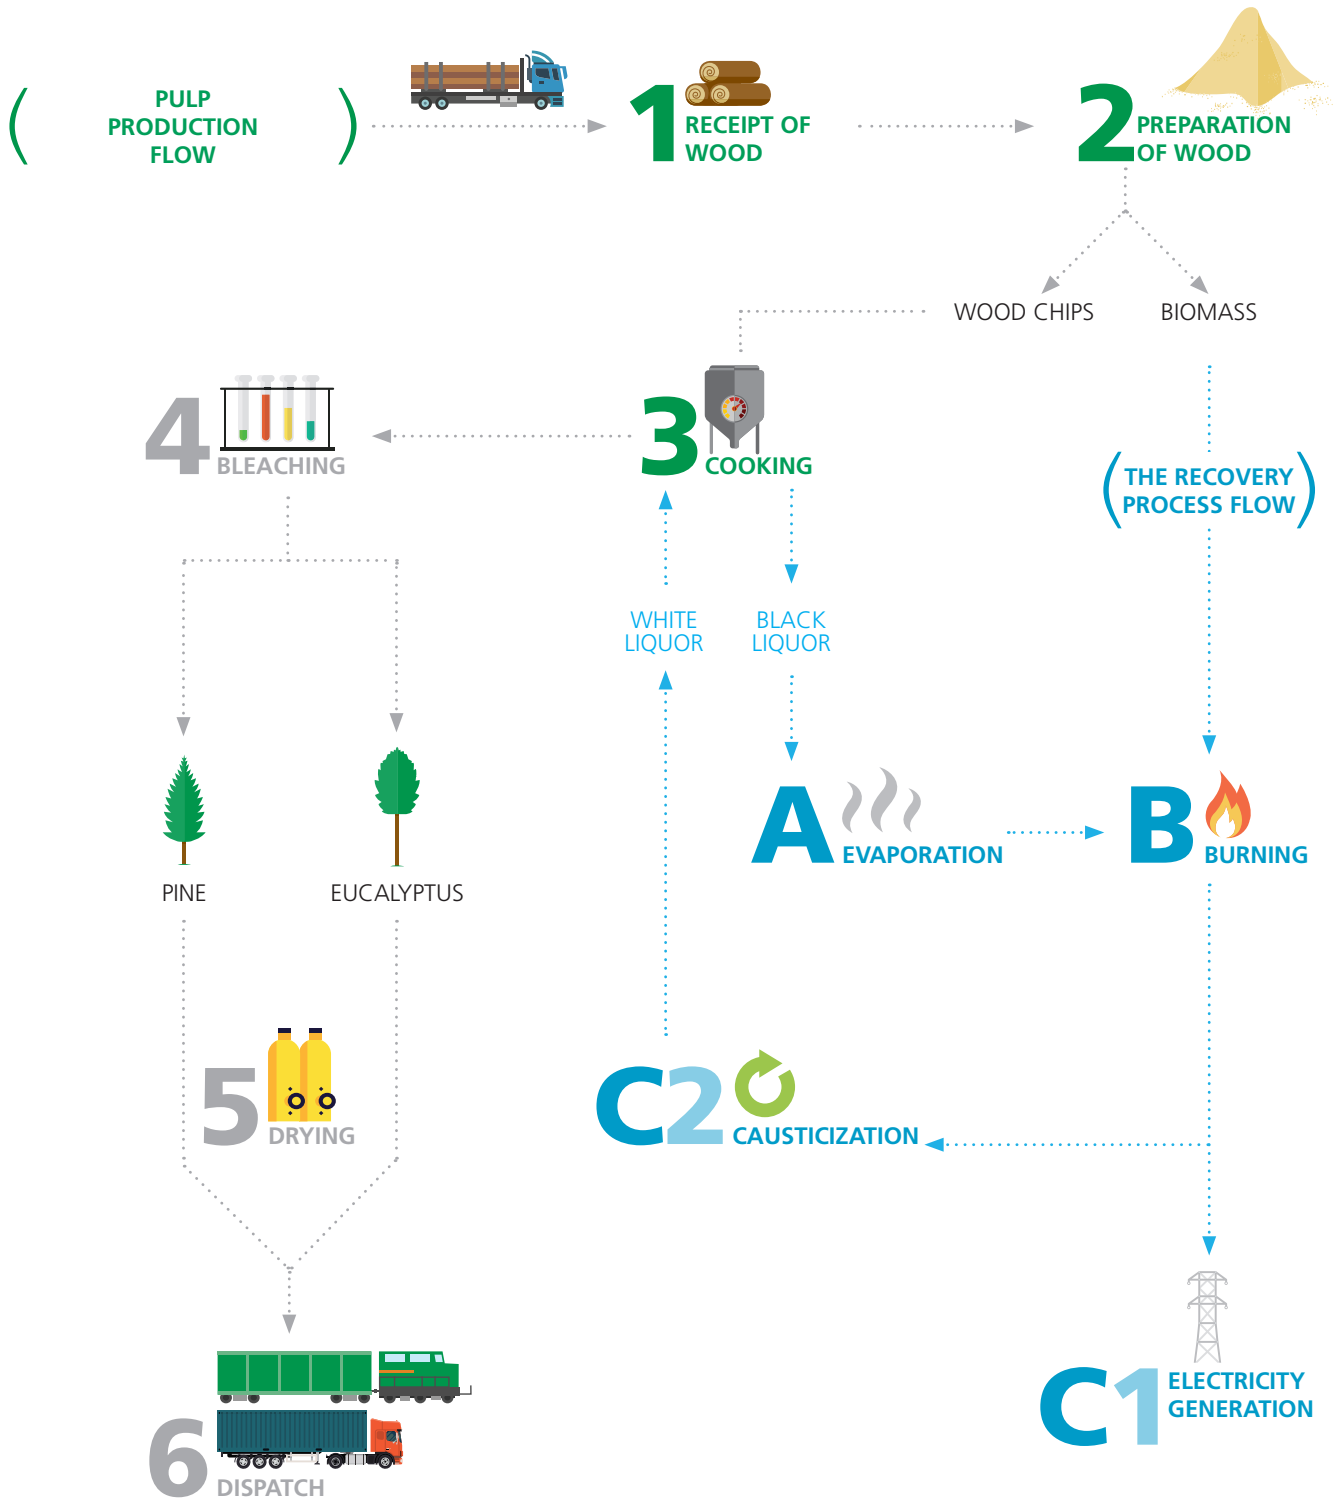 ( PULP
PRODUCTION
FLOW )
1 RECEIPT OF
WOOD
2 PREPARATION
OF WOOD
WOOD CHIPS
BIOMASS
4 BLEACHING
3 COOKING
(THE RECOVERY
PROCESS FLOW)
WHITE
LIQUOR
BLACK
LIQUOR
A EVAPORATION
B BURNING
PINE
EUCALYPTUS
5 DRYING
C2 CAUSTICIZATION
C1 ELECTRICITY
GENERATION
6 DISPATCH